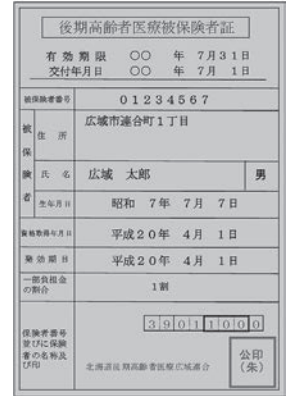 後期高齢者医療被保険者証
有効期限 〇〇 年 7月31日
交付年月日 〇〇 年 7月 1日
被保険者番号 01234567
被保険者
住所 広域市連合町1丁目
氏名 広域 太郎 男
生年月日 昭和 7年 7月 7日
資格取得年月日 平成20年 4月 1日
発効期日 平成20年 4月 1日
一部負担金
の割合 1割
保険者番号
並びに保険
者の名称及
び印
39011000
北海道後期高齢者医療広域連合
公印
(朱)